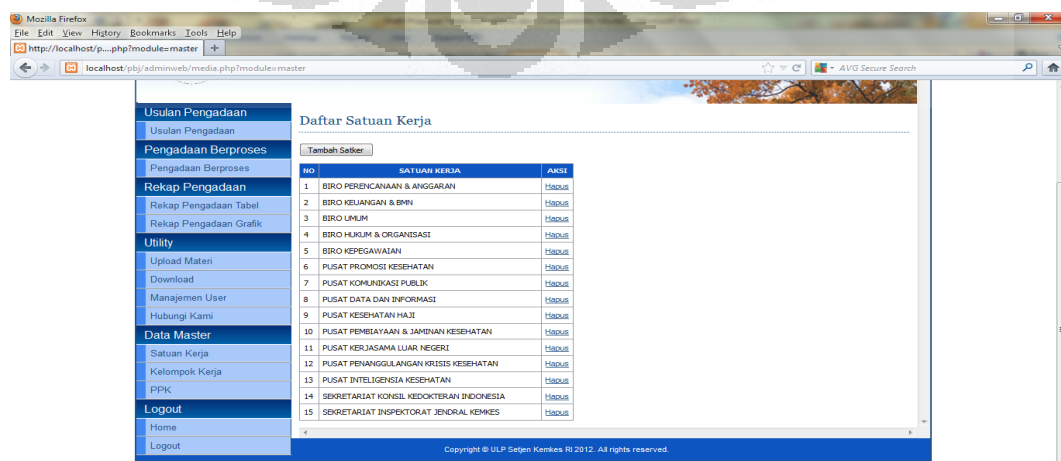 Mozilla Firefox
File Edit View History Bookmarks Tools Help
http://localhost/p....php?module=master +
localhost/pbj/adminweb/media.php?module=master AVG Secure Search
Usulan Pengadaan
Usulan Pengadaan
Pengadaan Berproses
Pengadaan Berproses
Rekap Pengadaan
Rekap Pengadaan Tabel
Rekap Pengadaan Grafik
Utility
Upload Materi
Download
Manajemen User
Hubungi Kami
Data Master
Satuan Kerja
Kelompok Kerja
PPK
Logout
Home
Logout
Daftar Satuan Kerja
Tambah Satker
NO SATUAN KERJA AKSI
1 BIRO PERENCANAAN & ANGGARAN Hapus
2 BIRO KEUANGAN & BMN Hapus
3 BIRO UMUM Hapus
4 BIRO HUKUM & ORGANISASI Hapus
5 BIRO KEPEGAWAIAN Hapus
6 PUSAT PROMOSI KESEHATAN Hapus
7 PUSAT KOMUNIKASI PUBLIK Hapus
8 PUSAT DATA DAN INFORMASI Hapus
9 PUSAT KESEHATAN HAJI Hapus
10 PUSAT PEMBIAYAAN & JAMINAN KESEHATAN Hapus
11 PUSAT KERJASAMA LUAR NEGERI Hapus
12 PUSAT PENANGGULANGAN KRISIS KESEHATAN Hapus
13 PUSAT INTELIGENSIA KESEHATAN Hapus
14 SEKRETARIAT KONSIL KEDOKTERAN INDONESIA Hapus
15 SEKRETARIAT INSPEKTORAT JENDRAL KEMKES Hapus
Copyright © ULP Setjen Kemkes RI 2012. All rights reserved.